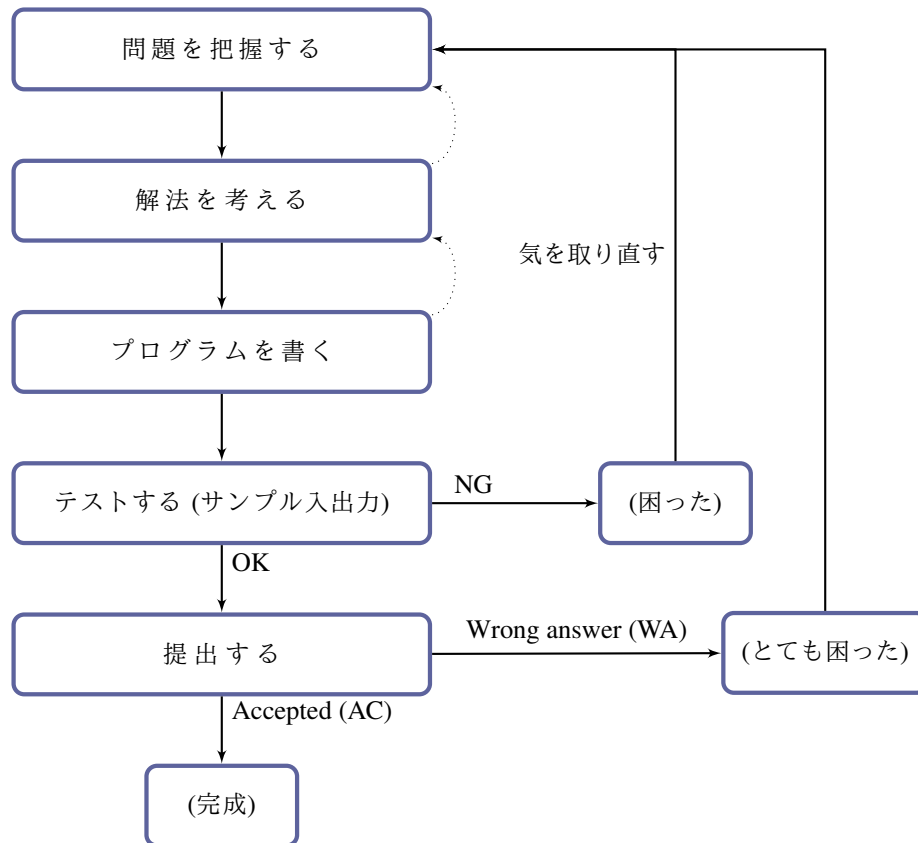 問題を把握する
解法を考える
気を取り直す
プログラムを書く
テストする (サンプル入出力)
NG
(困った)
OK
提出する
Wrong answer (WA)
(とても困った)
Accepted (AC)
(完成)